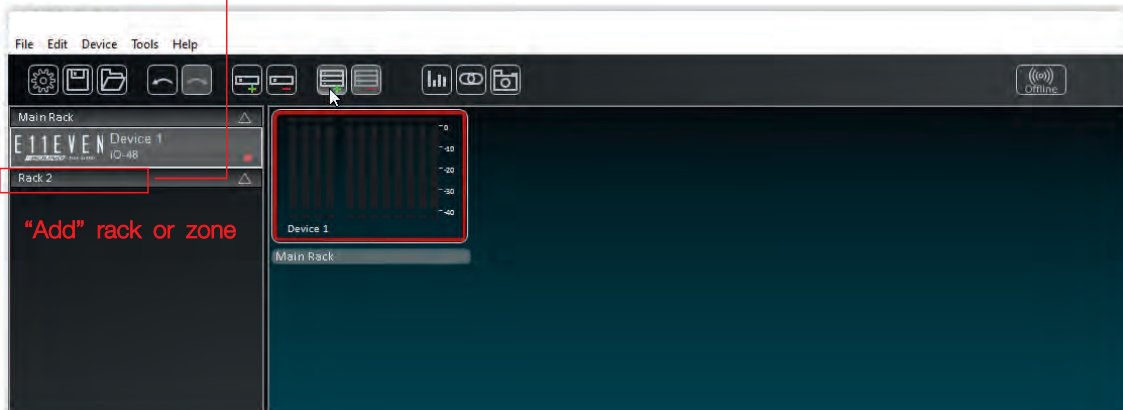 File Edit Device Tools Help
Offline
Main Rack
E11EVEN Device 1
iO-48
Rack 2
"Add" rack or zone
0
-10
-20
-30
-40
Device 1
Main Rack